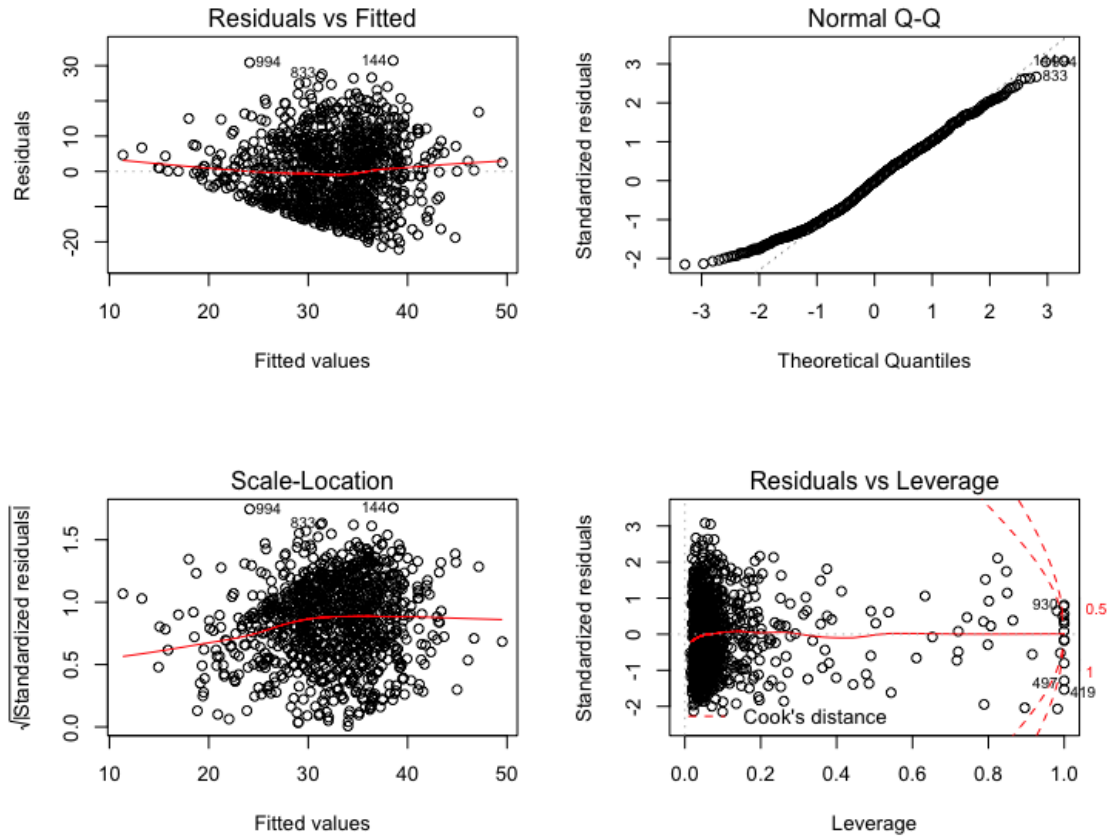 Residuals vs Fitted
Residuals
30
10
0
-20
994
833
144
10 20 30 40 50
Fitted values
Normal Q-Q
Standardized residuals
3
2
1
0
-1
-2
144
994
833
-3 -2 -1 0 1 2 3
Theoretical Quantiles
Scale-Location
√|Standardized residuals|
1.5
1.0
0.5
0.0
994
833
144
10 20 30 40 50
Fitted values
Residuals vs Leverage
Standardized residuals
3
2
1
0
-1
-2
930
0.5
1
497
419
Cook's distance
0.0 0.2 0.4 0.6 0.8 1.0
Leverage